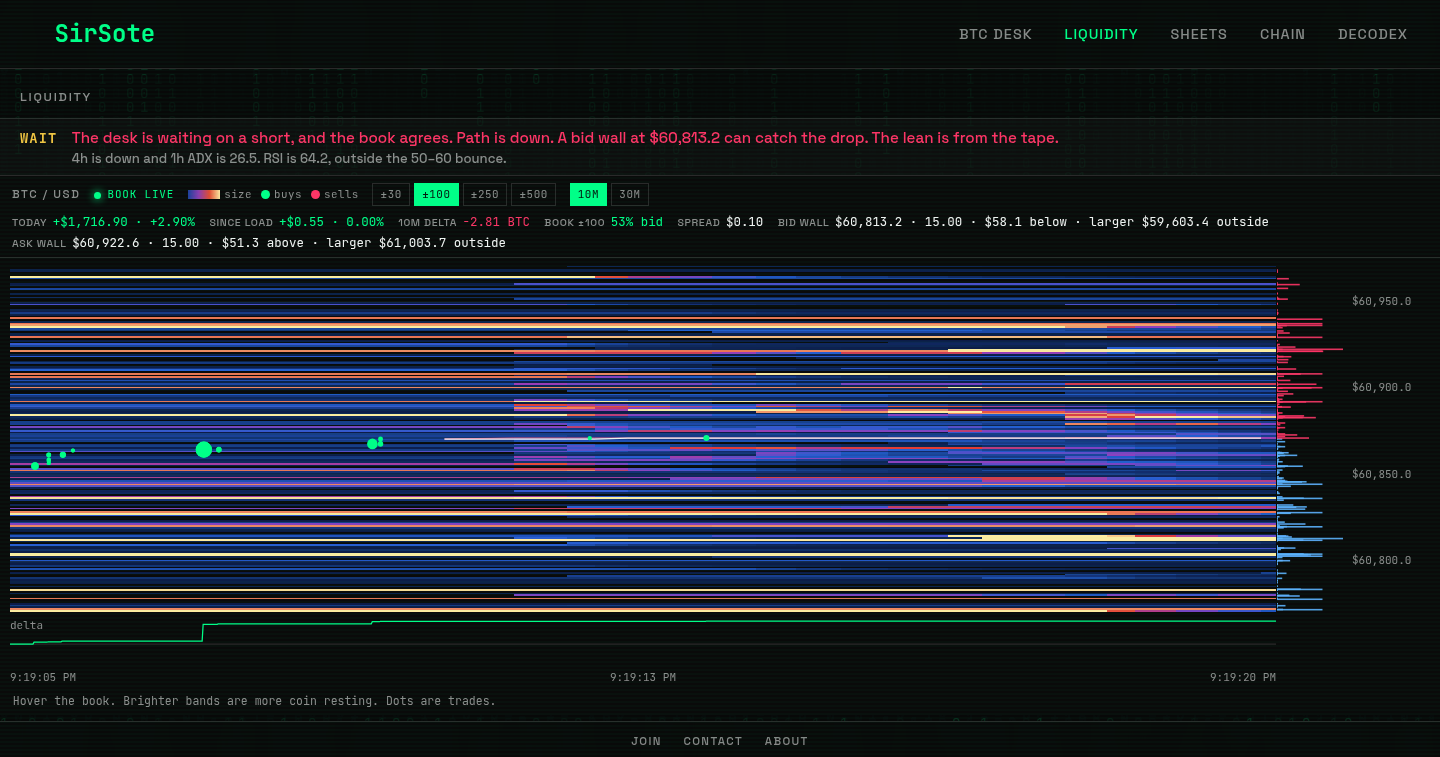 SirSote
BTC DESK LIQUIDITY SHEETS CHAIN DECODEX
LIQUIDITY
WAIT The desk is waiting on a short, and the book agrees. Path is down. A bid wall at $60,813.2 can catch the drop. The lean is from the tape.
4h is down and 1h ADX is 26.5. RSI is 64.2, outside the 50–60 bounce.
BTC / USD BOOK LIVE size buys sells ±30 ±100 ±250 ±500 10M 30M
TODAY +$1,716.90 · +2.90% SINCE LOAD +$0.55 · 0.00% 10M DELTA -2.81 BTC BOOK ±100 53% bid SPREAD $0.10 BID WALL $60,813.2 · 15.00 · $58.1 below · larger $59,603.4 outside
ASK WALL $60,922.6 · 15.00 · $51.3 above · larger $61,003.7 outside
$60,950.0
$60,900.0
$60,850.0
$60,800.0
delta
9:19:05 PM 9:19:13 PM 9:19:20 PM
Hover the book. Brighter bands are more coin resting. Dots are trades.
JOIN CONTACT ABOUT